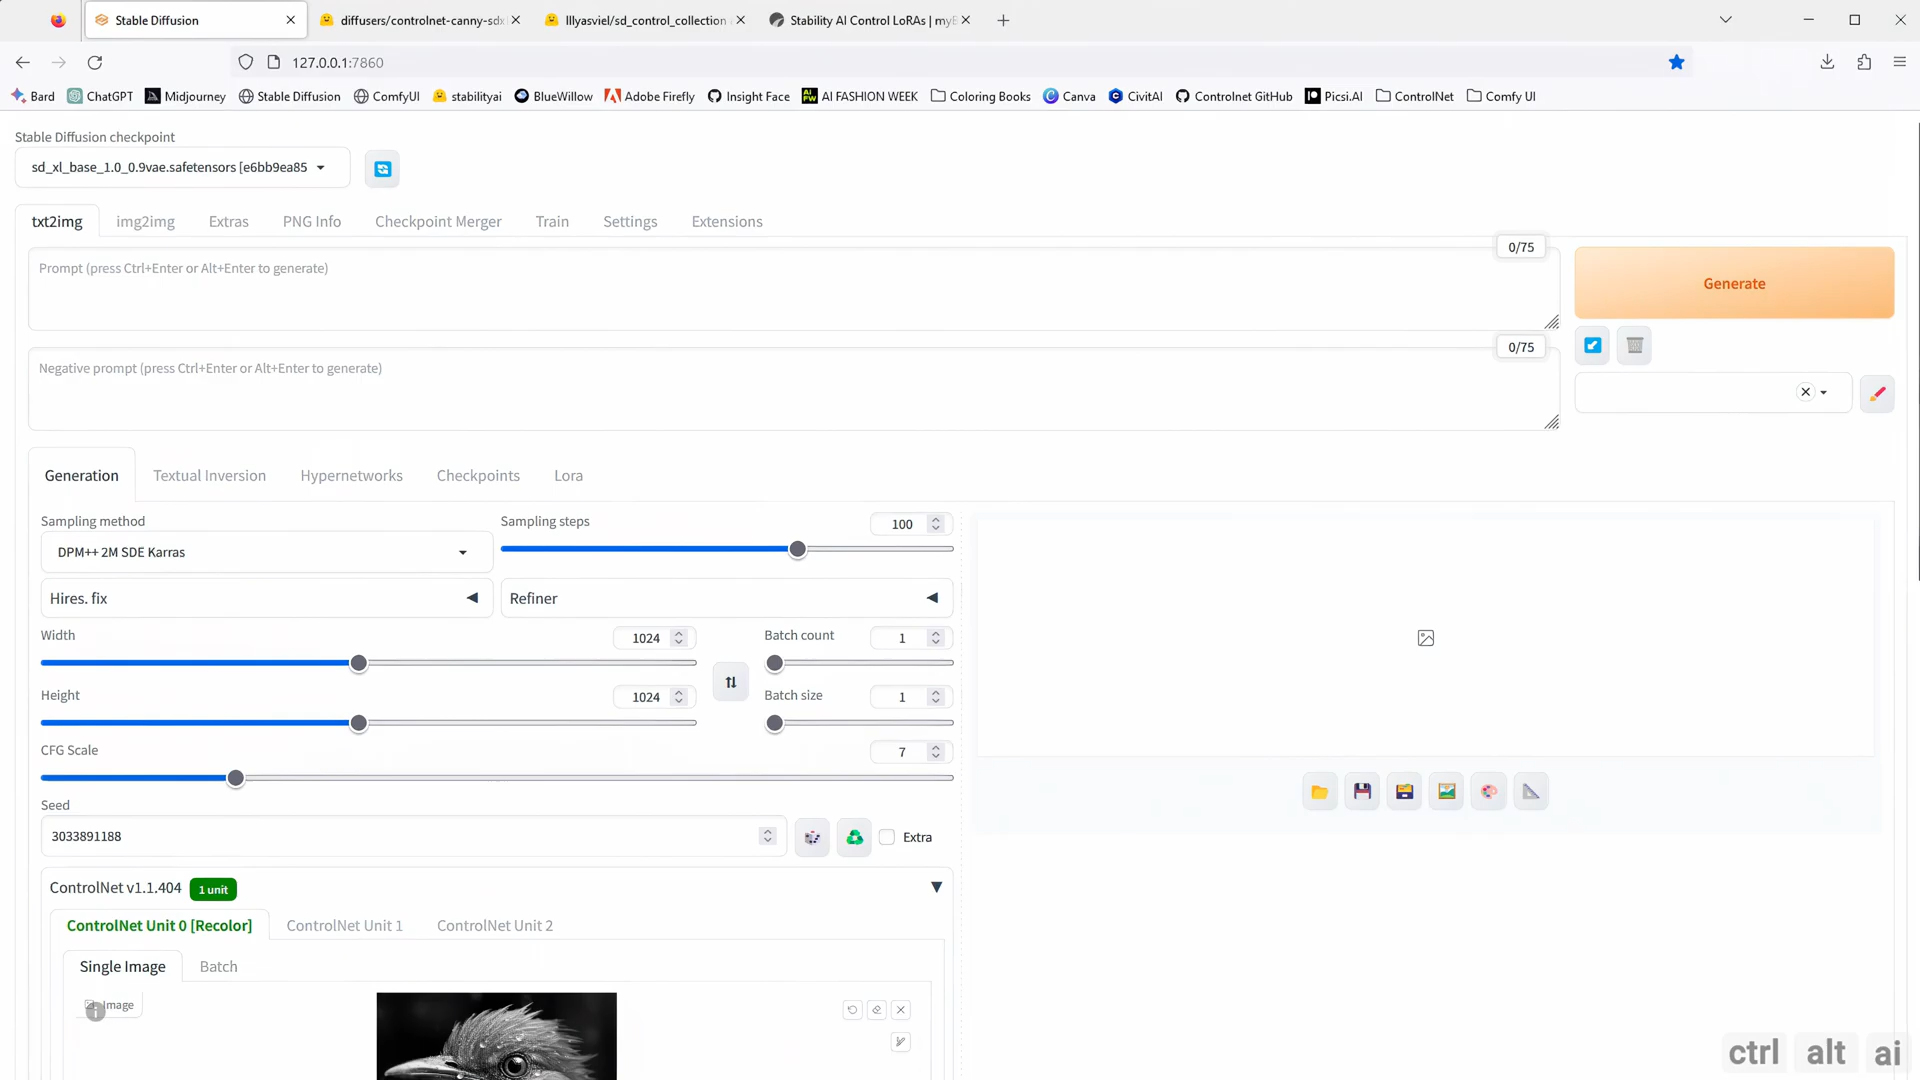 Stable Diffusion
diffusers/controlnet-canny-sdx
lllyasviel/sd_control_collection
Stability AI Control LoRAs | myB
127.0.0.1:7860
Bard
ChatGPT
Midjourney
Stable Diffusion
ComfyUI
stabilityai
BlueWillow
Adobe Firefly
Insight Face
AI FASHION WEEK
Coloring Books
Canva
CivitAI
Controlnet GitHub
Picsi.AI
ControlNet
Comfy UI
Stable Diffusion checkpoint
sd_xl_base_1.0_0.9vae.safetensors [e6bb9ea85
txt2img
img2img
Extras
PNG Info
Checkpoint Merger
Train
Settings
Extensions
0/75
Prompt (press Ctrl+Enter or Alt+Enter to generate)
Generate
0/75
Negative prompt (press Ctrl+Enter or Alt+Enter to generate)
Generation
Textual Inversion
Hypernetworks
Checkpoints
Lora
Sampling method
DPM++ 2M SDE Karras
Sampling steps
100
Hires. fix
Refiner
Width
1024
Batch count
1
Height
1024
Batch size
1
CFG Scale
7
Seed
3033891188
Extra
ControlNet v1.1.404
1 unit
ControlNet Unit 0 [Recolor]
ControlNet Unit 1
ControlNet Unit 2
Single Image
Batch
Image
ctrl alt ai